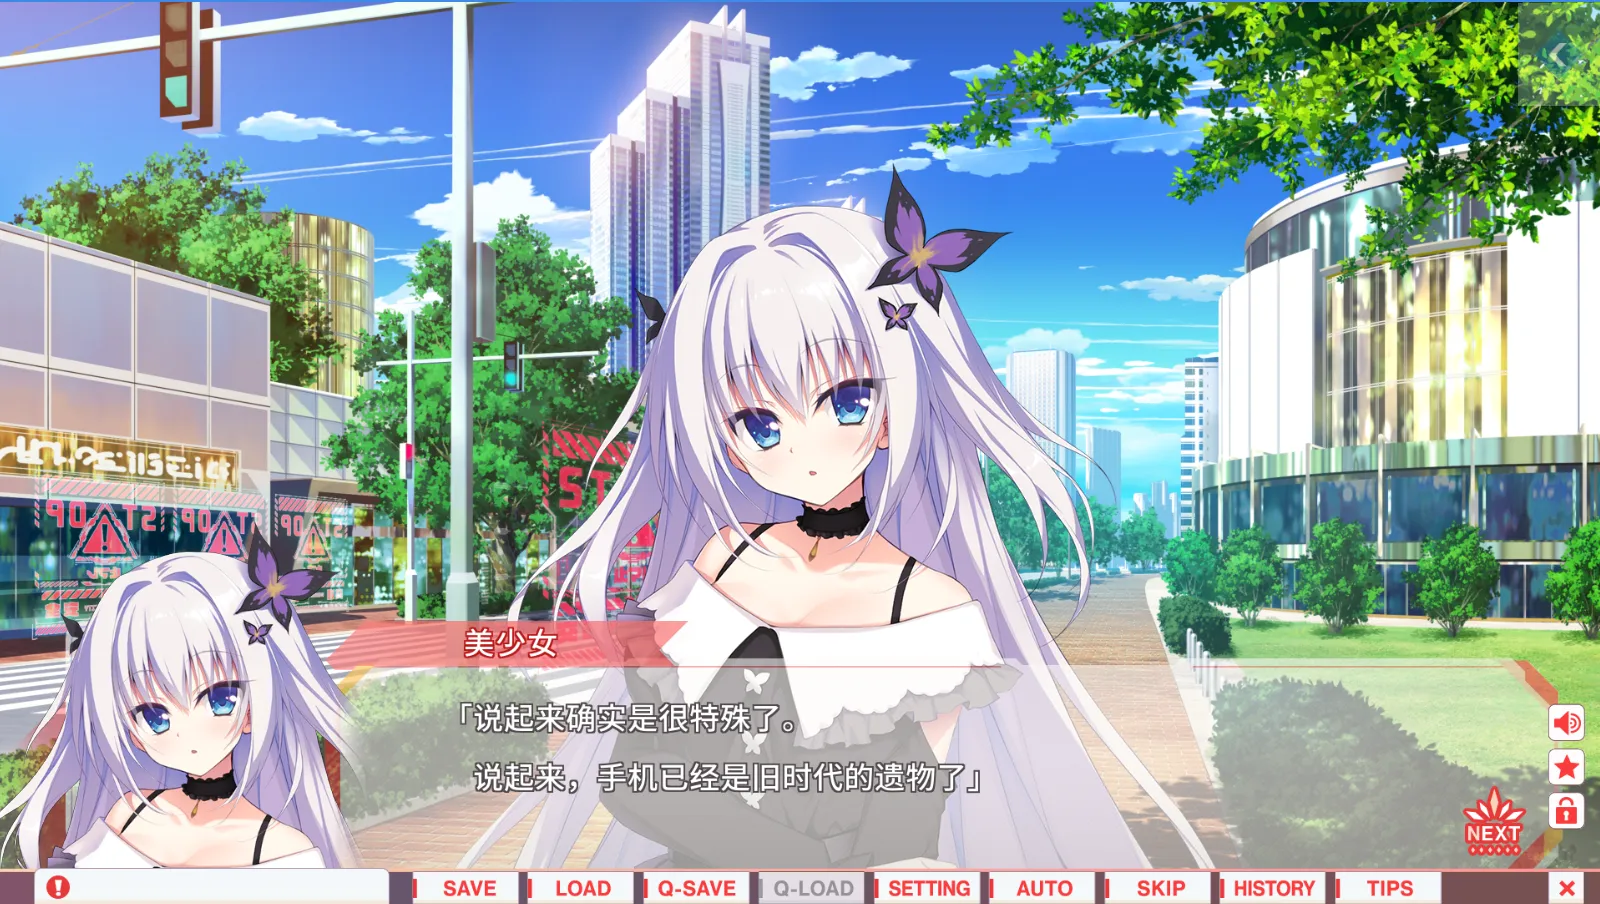 STOP
STOP
美少女
「说起来确实是很特殊了。
说起来，手机已经是旧时代的遗物了」
NEXT
SAVE
LOAD
Q-SAVE
Q-LOAD
SETTING
AUTO
SKIP
HISTORY
TIPS